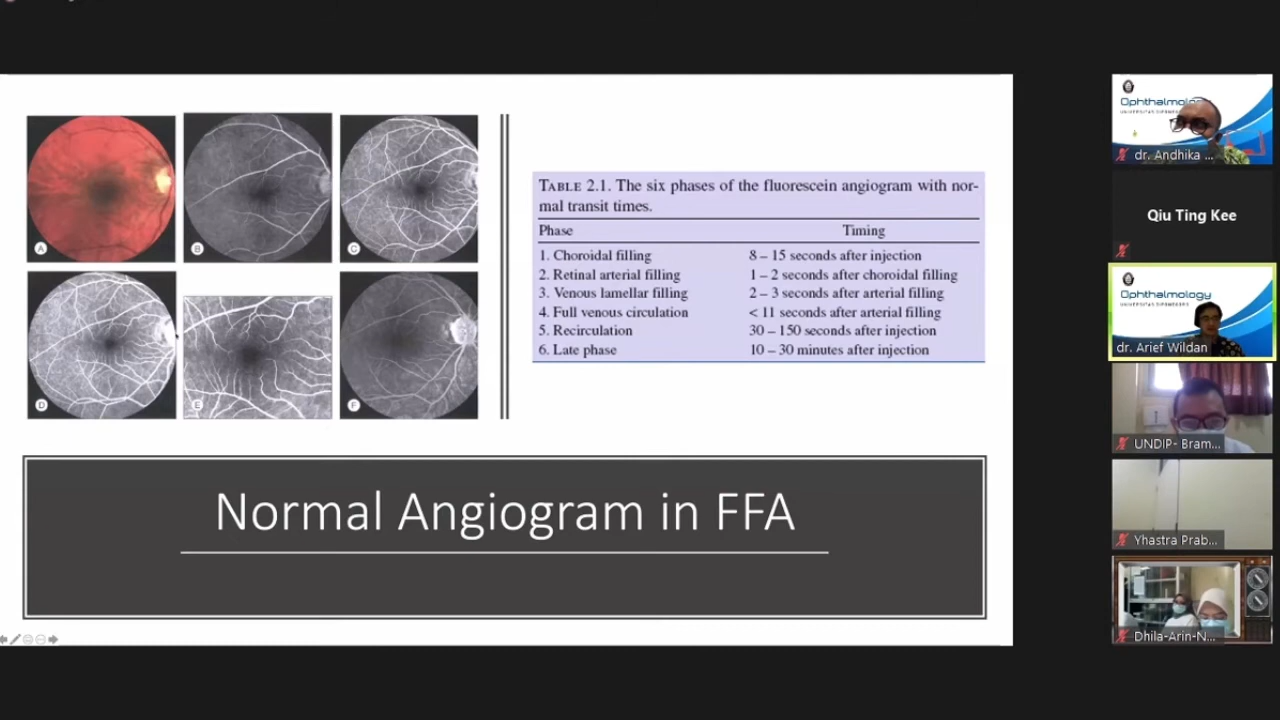 A
B
C
D
E
F
TABLE 2.1. The six phases of the fluorescein angiogram with nor-
mal transit times.
Phase Timing
1. Choroidal filling 8 – 15 seconds after injection
2. Retinal arterial filling 1 – 2 seconds after choroidal filling
3. Venous lamellar filling 2 – 3 seconds after arterial filling
4. Full venous circulation < 11 seconds after arterial filling
5. Recirculation 30 – 150 seconds after injection
6. Late phase 10 – 30 minutes after injection
Normal Angiogram in FFA
Ophthalmology
dr. Andhika ...
Qiu Ting Kee
Ophthalmology
UNIVERSITAS DIPONEGORO
dr. Arief Wildan
UNDIP- Bram...
Yhastra Prab...
Dhila-Arin-N...